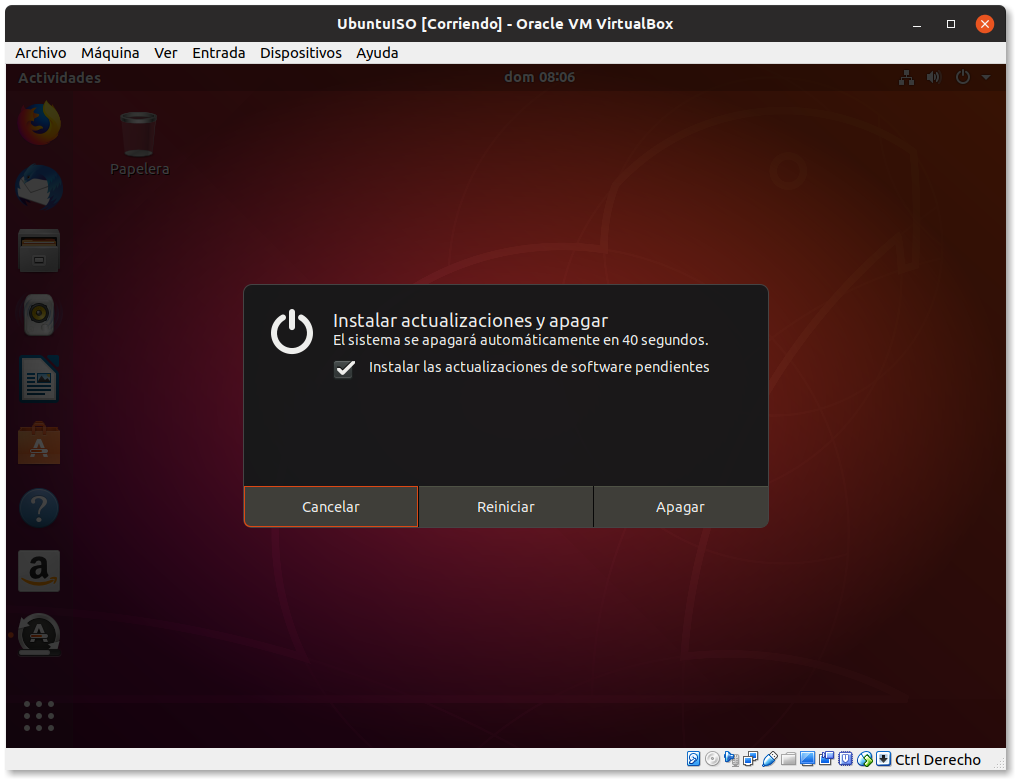 UbuntuISO [Corriendo] - Oracle VM VirtualBox
Archivo Máquina Ver Entrada Dispositivos Ayuda
Actividades dom 08:06
Papelera
Instalar actualizaciones y apagar
El sistema se apagará automáticamente en 40 segundos.
Instalar las actualizaciones de software pendientes
Cancelar Reiniciar Apagar
Ctrl Derecho